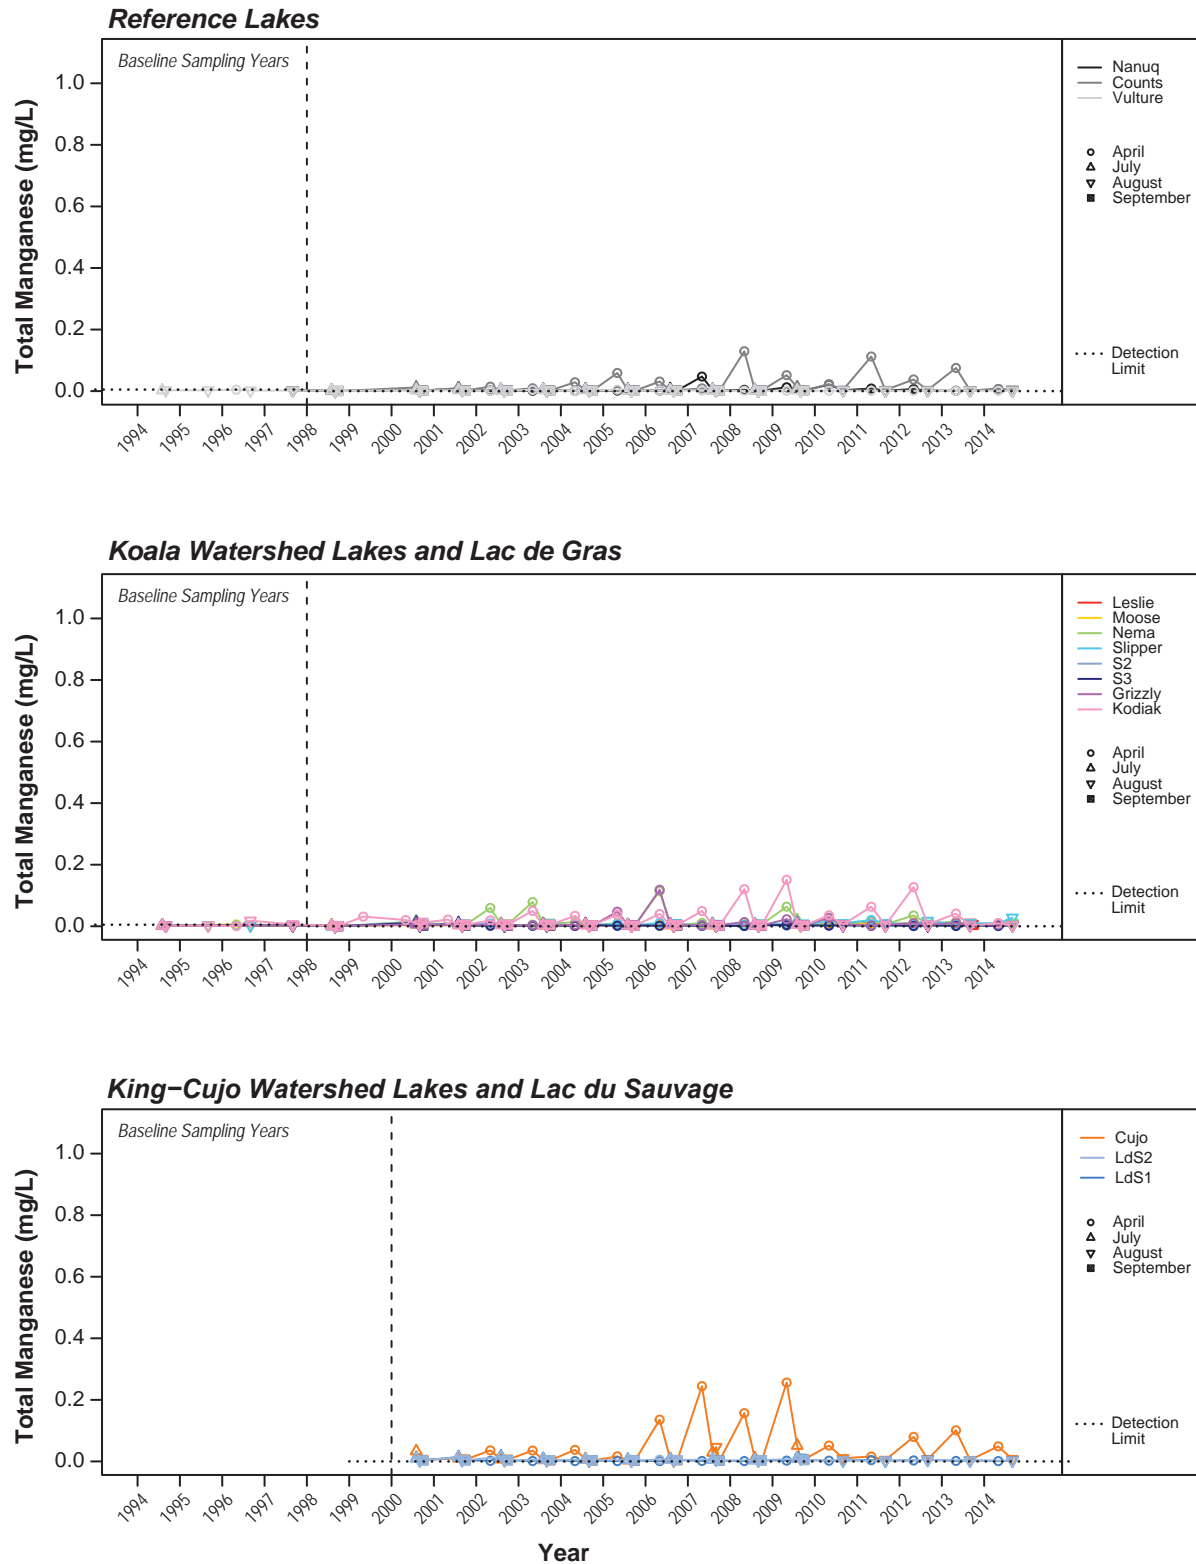 Reference Lakes
Baseline Sampling Years
Total Manganese (mg/L)
1.0
0.8
0.6
0.4
0.2
0.0
1994 1995 1996 1997 1998 1999 2000 2001 2002 2003 2004 2005 2006 2007 2008 2009 2010 2011 2012 2013 2014
Nanuq
Counts
Vulture
April
July
August
September
Detection
Limit
Koala Watershed Lakes and Lac de Gras
Baseline Sampling Years
Total Manganese (mg/L)
1.0
0.8
0.6
0.4
0.2
0.0
1994 1995 1996 1997 1998 1999 2000 2001 2002 2003 2004 2005 2006 2007 2008 2009 2010 2011 2012 2013 2014
Leslie
Moose
Nema
Slipper
S2
S3
Grizzly
Kodiak
April
July
August
September
Detection
Limit
King−Cujo Watershed Lakes and Lac du Sauvage
Baseline Sampling Years
Total Manganese (mg/L)
1.0
0.8
0.6
0.4
0.2
0.0
1994 1995 1996 1997 1998 1999 2000 2001 2002 2003 2004 2005 2006 2007 2008 2009 2010 2011 2012 2013 2014
Cujo
LdS2
LdS1
April
July
August
September
Detection
Limit
Year